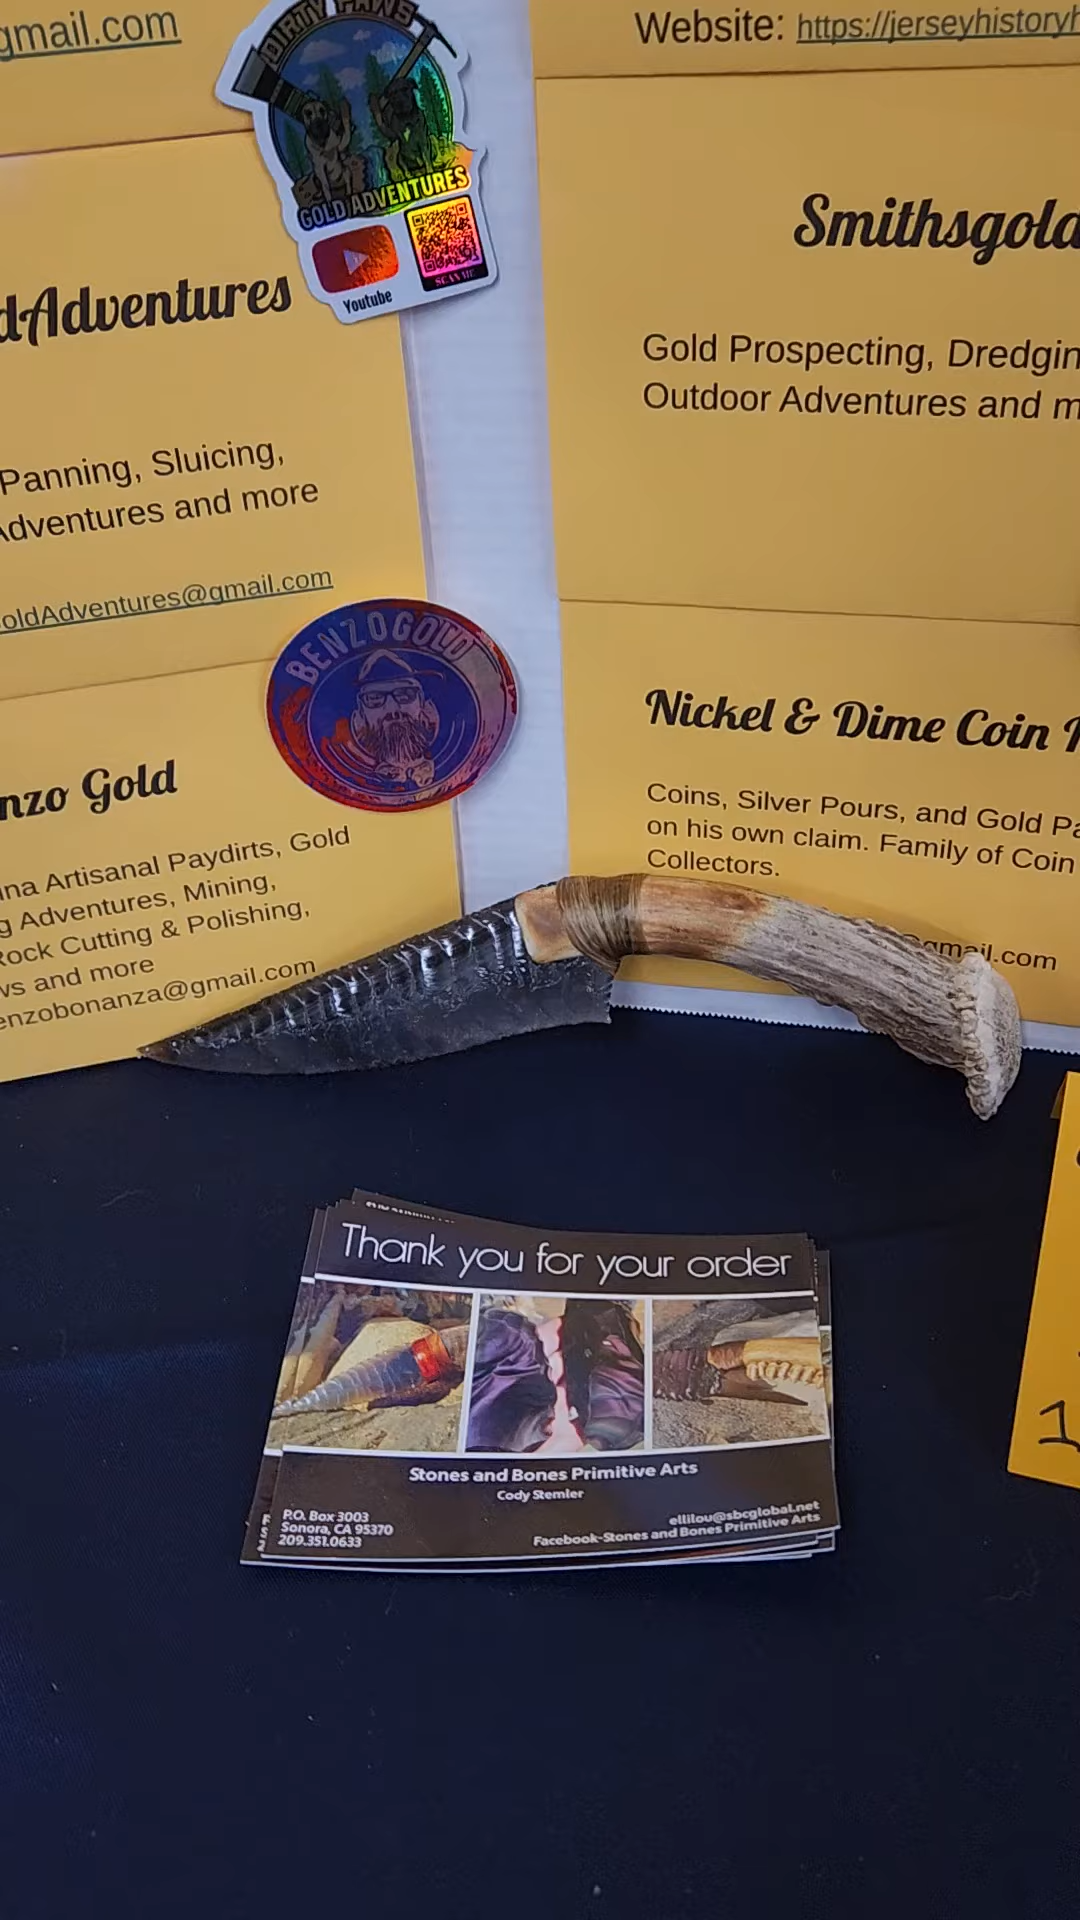 gmail.com
Website: https://jerseyhistoryh
DIRTY PAWS
GOLD ADVENTURES
Youtube
SCAN ME
dAdventures
Panning, Sluicing,
Adventures and more
oldAdventures@gmail.com
Smithsgold
Gold Prospecting, Dredgin
Outdoor Adventures and m
BENZOGOLD
nzo Gold
ina Artisanal Paydirts, Gold
g Adventures, Mining,
Rock Cutting & Polishing,
ws and more
enzobonanza@gmail.com
Nickel & Dime Coin
Coins, Silver Pours, and Gold Pa
on his own claim. Family of Coin
Collectors.
@gmail.com
1
Thank you for your order
Stones and Bones Primitive Arts
Cody Stemler
P.O. Box 3003
Sonora, CA 95370
209.351.0633
ellilou@sbcglobal.net
Facebook-Stones and Bones Primitive Arts